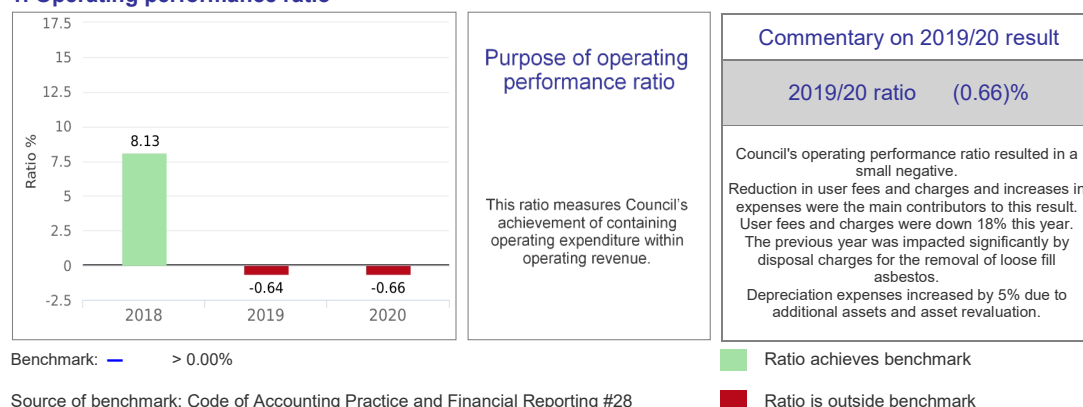 1. Operating performance ratio
17.5
15
12.5
10
7.5
5
2.5
0
-2.5
Ratio %
8.13
-0.64
-0.66
2018
2019
2020
Purpose of operating
performance ratio
This ratio measures Council's
achievement of containing
operating expenditure within
operating revenue.
Commentary on 2019/20 result
2019/20 ratio (0.66)%
Council's operating performance ratio resulted in a
small negative.
Reduction in user fees and charges and increases in
expenses were the main contributors to this result.
User fees and charges were down 18% this year.
The previous year was impacted significantly by
disposal charges for the removal of loose fill
asbestos.
Depreciation expenses increased by 5% due to
additional assets and asset revaluation.
Benchmark: > 0.00%
Ratio achieves benchmark
Source of benchmark: Code of Accounting Practice and Financial Reporting #28
Ratio is outside benchmark